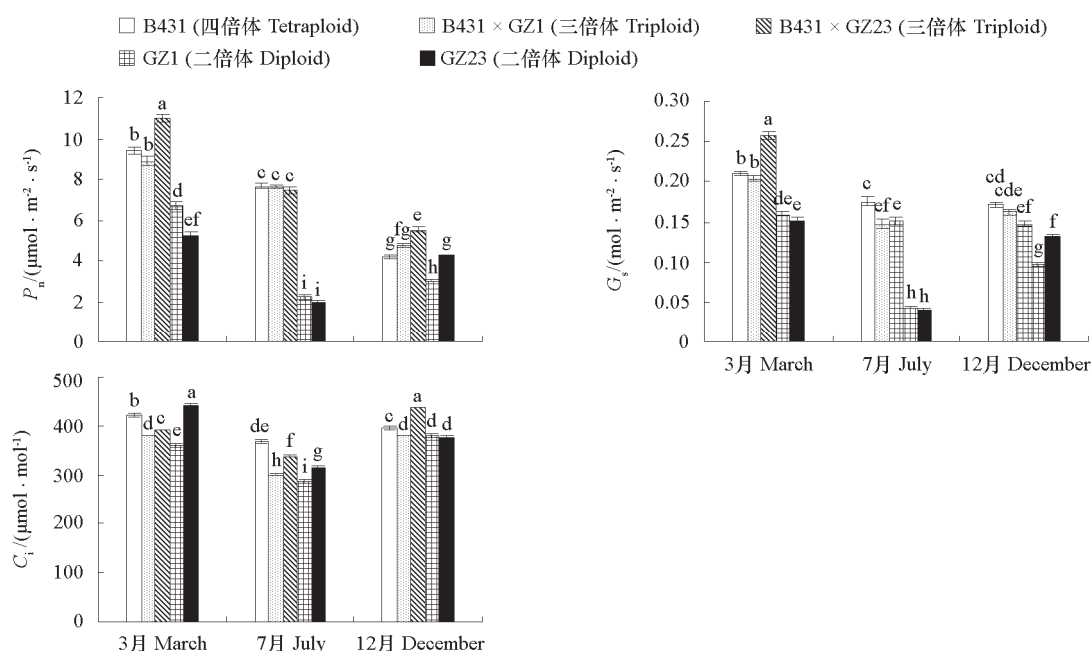 B431 (四倍体 Tetraploid)
B431 × GZ1 (三倍体 Triploid)
B431 × GZ23 (三倍体 Triploid)
GZ1 (二倍体 Diploid)
GZ23 (二倍体 Diploid)
Pn/(μmol · m-2 · s-1)
12
10
8
6
4
2
0
b b a d ef
c c c i i
g fg e h g
Gs/(mol · m-2 · s-1)
0.30
0.25
0.20
0.15
0.10
0.05
0
b b a de e
c ef e h h
cd cde ef g f
3月 March
7月 July
12月 December
Ci/(μmol · mol-1)
500
400
300
200
100
0
b d c e a
de h f i g
c d a d d
3月 March
7月 July
12月 December